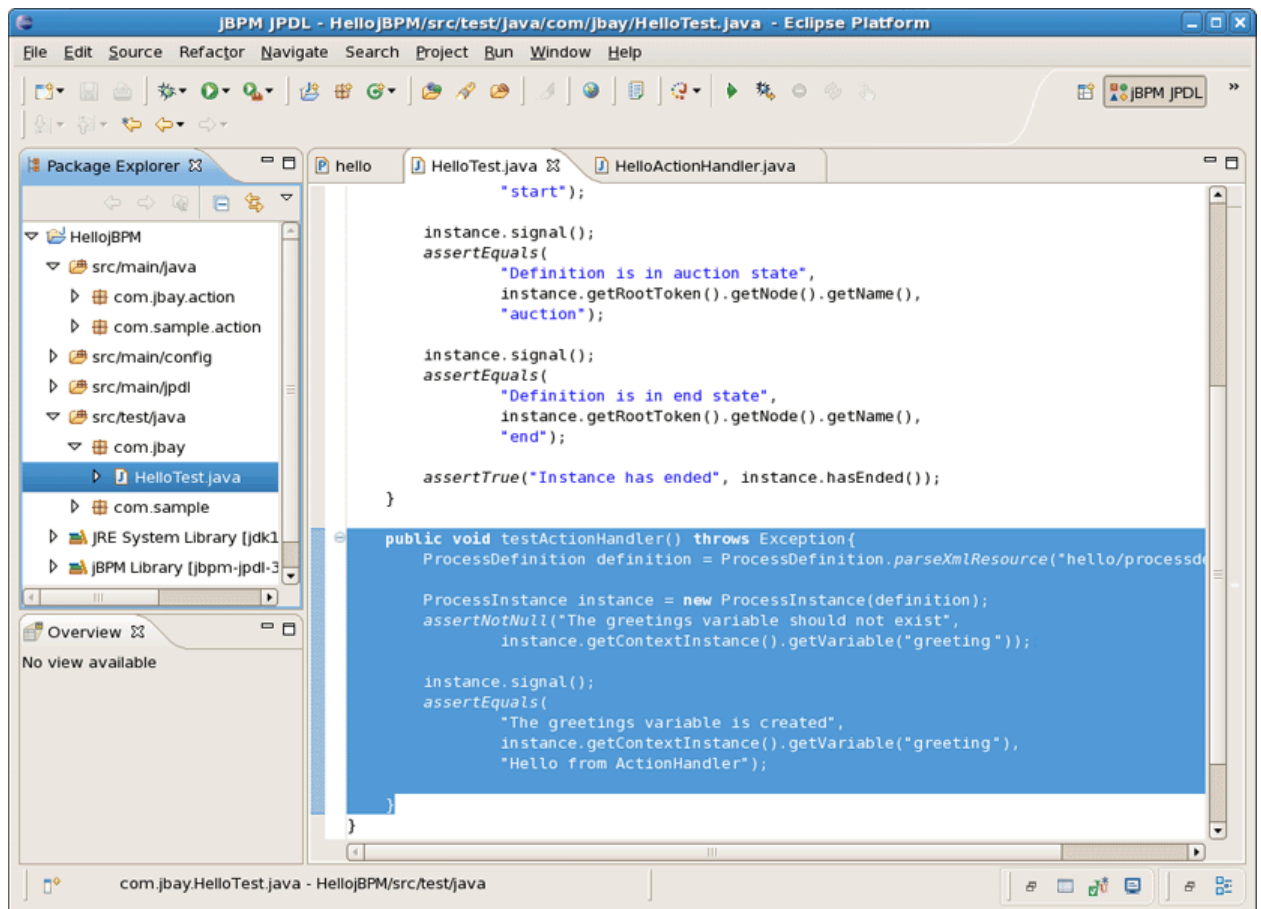 jBPM JPDL - HellojBPM/src/test/java/com/jbay/HelloTest.java - Eclipse Platform
File Edit Source Refactor Navigate Search Project Run Window Help
jBPM JPDL
Package Explorer
hello
HelloTest.java
HelloActionHandler.java
HellojBPM
src/main/java
com.jbay.action
com.sample.action
src/main/config
src/main/jpdl
src/test/java
com.jbay
HelloTest.java
com.sample
JRE System Library [jdk1
jBPM Library [jbpm-jpdl-3
Overview
No view available
"start");
instance.signal();
assertEquals(
"Definition is in auction state",
instance.getRootToken().getNode().getName(),
"auction");
instance.signal();
assertEquals(
"Definition is in end state",
instance.getRootToken().getNode().getName(),
"end");
assertTrue("Instance has ended", instance.hasEnded());
}
public void testActionHandler() throws Exception{
ProcessDefinition definition = ProcessDefinition.parseXmlResource("hello/processd
ProcessInstance instance = new ProcessInstance(definition);
assertNotNull("The greetings variable should not exist",
instance.getContextInstance().getVariable("greeting"));
instance.signal();
assertEquals(
"The greetings variable is created",
instance.getContextInstance().getVariable("greeting"),
"Hello from ActionHandler");
}
}
com.jbay.HelloTest.java - HellojBPM/src/test/java